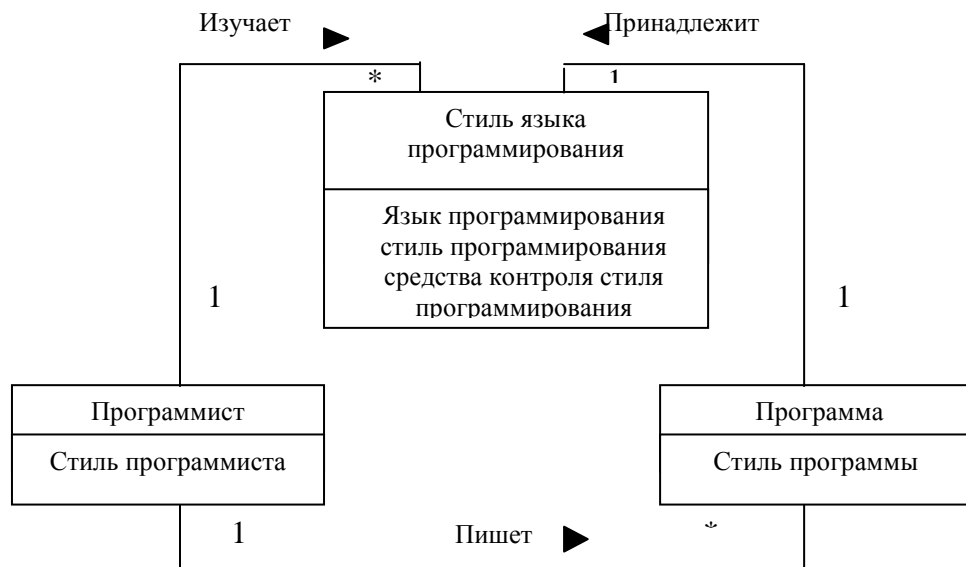 Изучает Принадлежит
* 1
Стиль языка
программирования
Язык программирования
стиль программирования
средства контроля стиля
программирования
1 1
Программист Программа
Стиль программиста Стиль программы
1 Пишет *